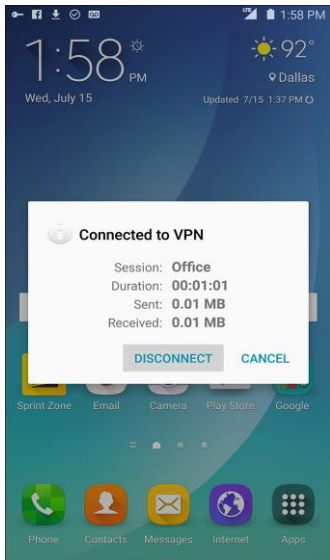 LTE 1:58 PM
1:58 PM
92°
Dallas
Wed, July 15
Updated 7/15 1:37 PM
Connected to VPN
Session: Office
Duration: 00:01:01
Sent: 0.01 MB
Received: 0.01 MB
DISCONNECT CANCEL
Sprint Zone Email Camera Play Store Google
Phone Contacts Messages Internet Apps